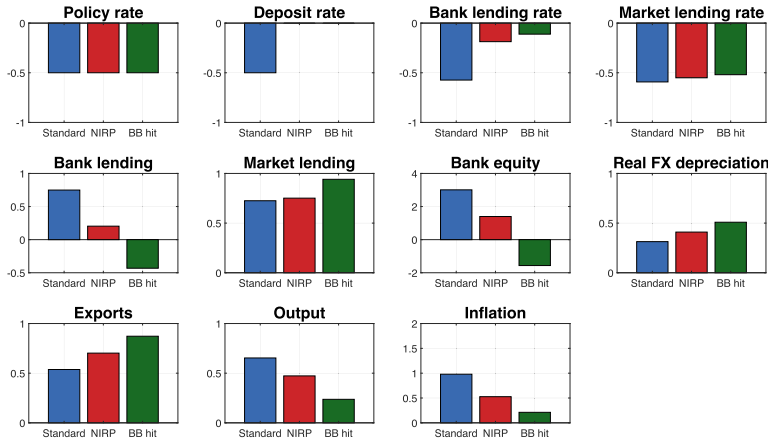 Policy rate
0
-0.5
-1
Standard NIRP BB hit
Deposit rate
0
-0.5
-1
Standard NIRP BB hit
Bank lending rate
0
-0.5
-1
Standard NIRP BB hit
Market lending rate
0
-0.5
-1
Standard NIRP BB hit
Bank lending
1
0.5
0
-0.5
Standard NIRP BB hit
Market lending
1
0.5
0
Standard NIRP BB hit
Bank equity
4
2
0
-2
Standard NIRP BB hit
Real FX depreciation
1
0.5
0
Standard NIRP BB hit
Exports
1
0.5
0
Standard NIRP BB hit
Output
1
0.5
0
Standard NIRP BB hit
Inflation
2
1.5
1
0.5
0
Standard NIRP BB hit